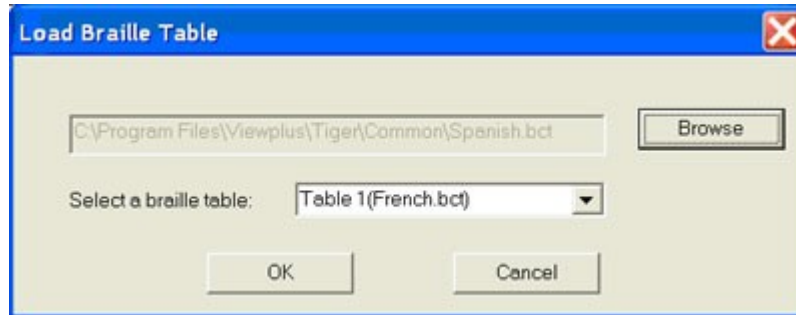 Load Braille Table
C:\Program Files\Viewplus\Tiger\Common\Spanish.bct
Browse
Select a braille table:
Table 1(French.bct)
OK
Cancel